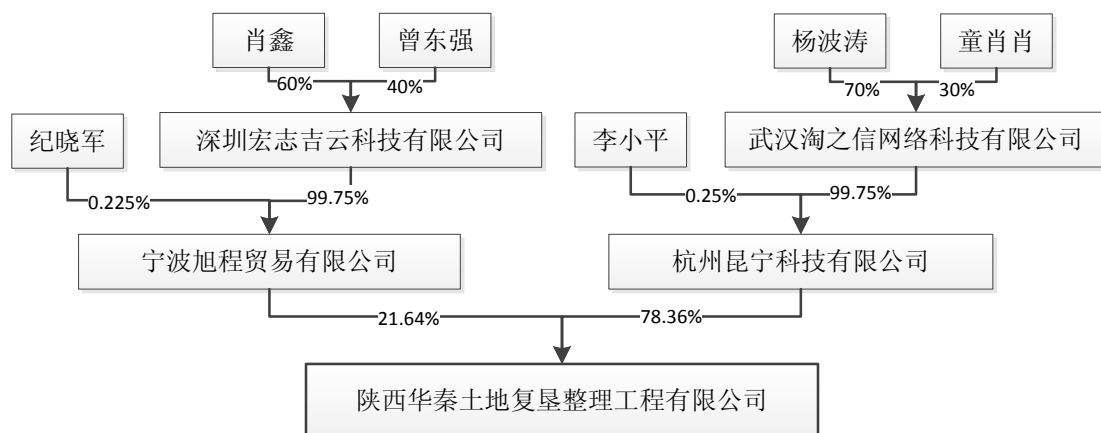 肖鑫
曾东强
杨波涛
童肖肖
60%
40%
70%
30%
纪晓军
深圳宏志吉云科技有限公司
李小平
武汉淘之信网络科技有限公司
0.225%
99.75%
0.25%
99.75%
宁波旭程贸易有限公司
杭州昆宁科技有限公司
21.64%
78.36%
陕西华秦土地复垦整理工程有限公司